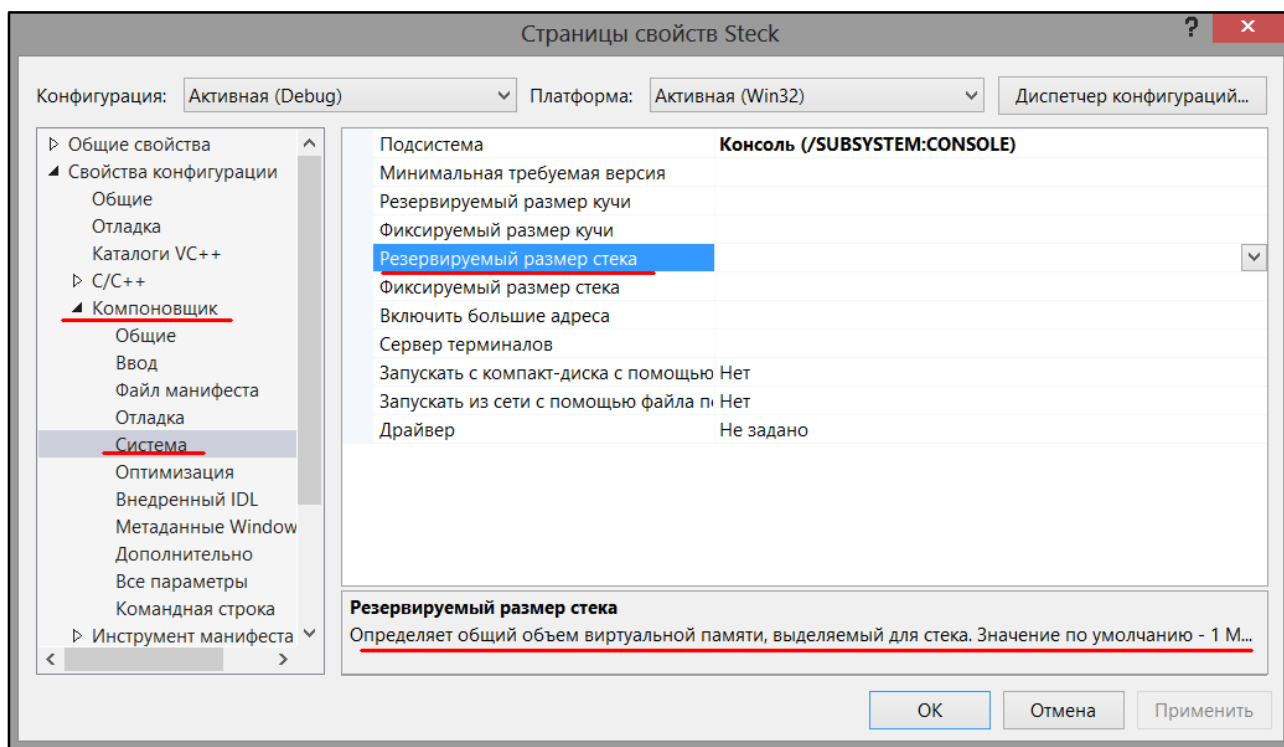 Страницы свойств Steck
?
Конфигурация: Активная (Debug) Платформа: Активная (Win32) Диспетчер конфигураций...
Общие свойства
Свойства конфигурации
Общие
Отладка
Каталоги VC++
C/C++
Компоновщик
Общие
Ввод
Файл манифеста
Отладка
Система
Оптимизация
Внедренный IDL
Метаданные Window
Дополнительно
Все параметры
Командная строка
Инструмент манифеста
Подсистема Консоль (/SUBSYSTEM:CONSOLE)
Минимальная требуемая версия
Резервируемый размер кучи
Фиксируемый размер кучи
Резервируемый размер стека
Фиксируемый размер стека
Включить большие адреса
Сервер терминалов
Запускать с компакт-диска с помощью Нет
Запускать из сети с помощью файла Нет
Драйвер Не задано
Резервируемый размер стека
Определяет общий объем виртуальной памяти, выделяемый для стека. Значение по умолчанию - 1 М...
ОК Отмена Применить